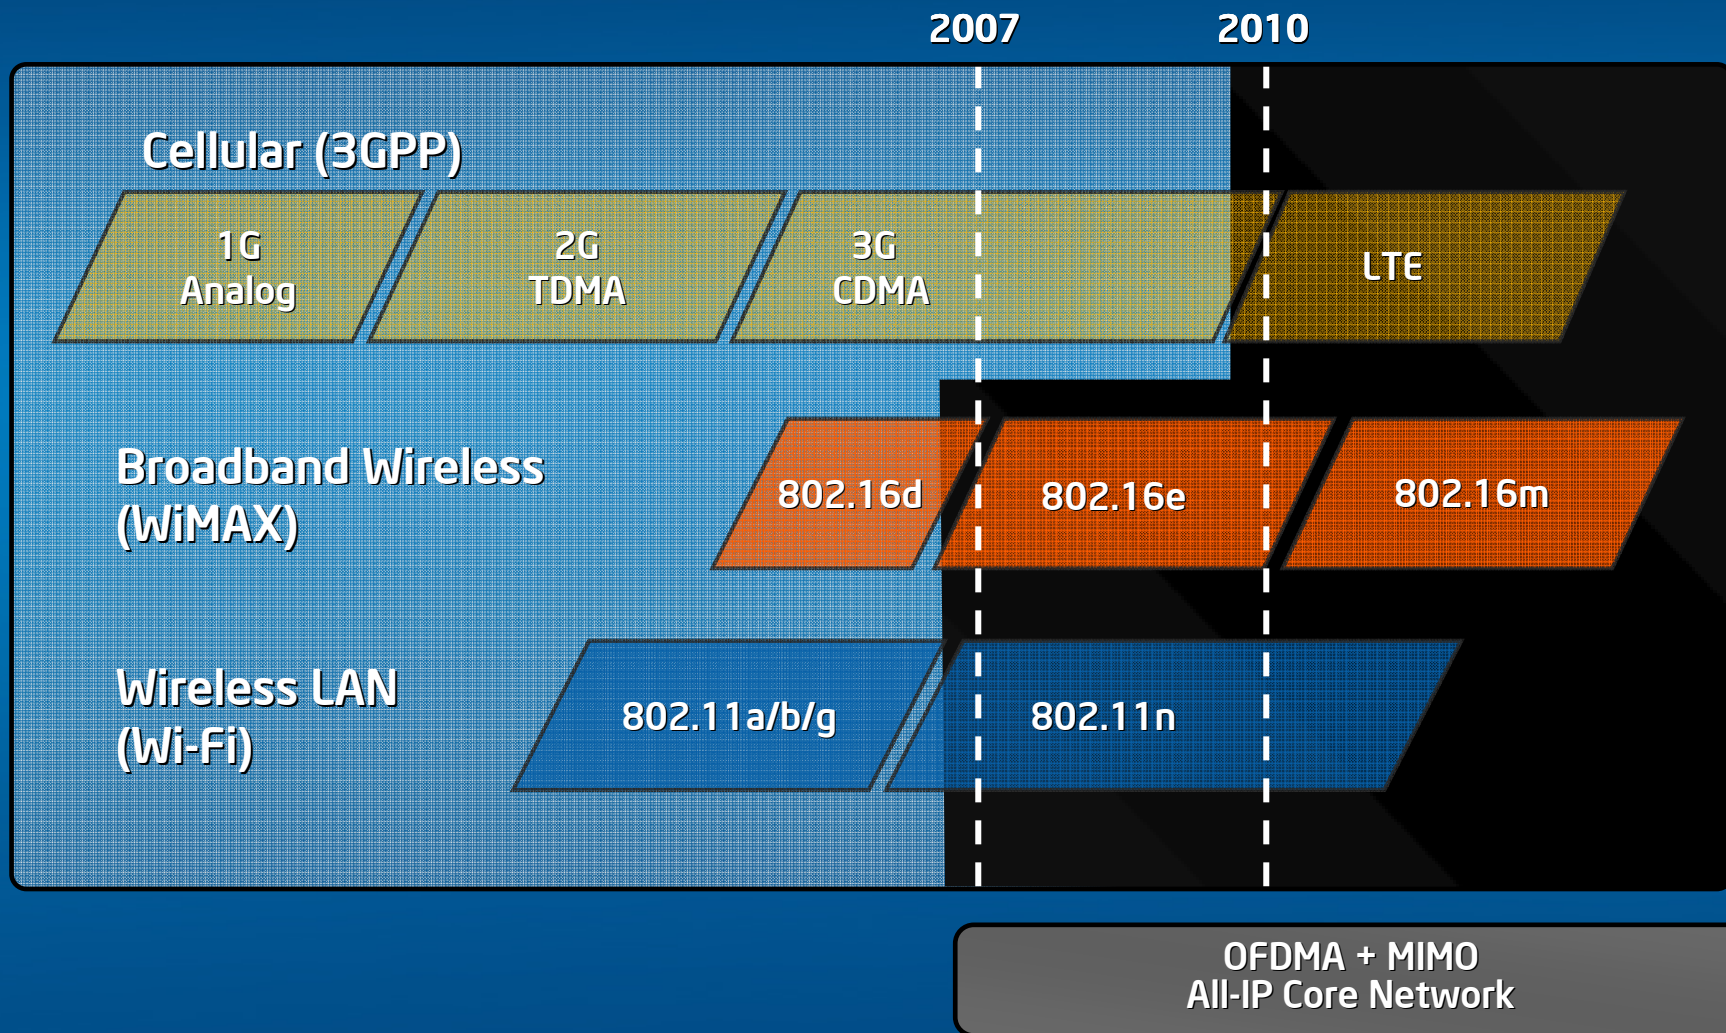 2007
2010
Cellular (3GPP)
1G
Analog
2G
TDMA
3G
CDMA
LTE
Broadband Wireless
(WiMAX)
802.16d
802.16e
802.16m
Wireless LAN
(Wi-Fi)
802.11a/b/g
802.11n
OFDMA + MIMO
All-IP Core Network